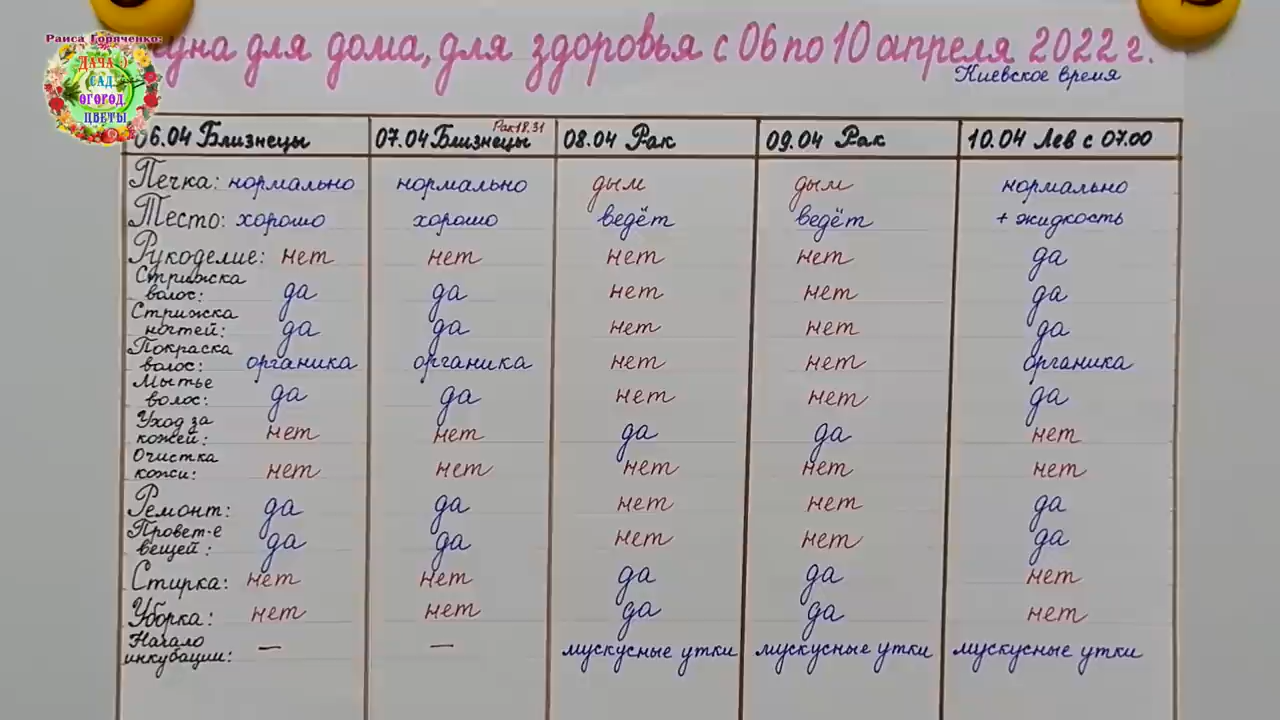 Раиса Горяченко:
ДАЧА
САД.
ОГОРОД.
ЦВЕТЫ
уна для дома, для здоровья с 06 по 10 апреля 2022 г.
Киевское время
06.04 Близнецы 07.04 Близнецы Рак 18.31 08.04 Рак 09.04 Рак 10.04 Лев с 07.00
Печка: нормально нормально дым дым нормально
Тесто: хорошо хорошо ведёт ведёт + жидкость
Рукоделие: нет нет нет нет да
Стрижка
волос: да да нет нет да
Стрижка
ногтей: да да нет нет да
Покраска
волос: органика органика нет нет органика
Мытье
волос: да да нет нет да
Уход за
кожей: нет нет да да нет
Очистка
кожи: нет нет нет нет нет
Ремонт: да да нет нет да
Провет-е
вещей: да да нет нет да
Стирка: нет нет да да нет
Уборка: нет нет да да нет
Начало
инкубации: — — мускусные утки мускусные утки мускусные утки